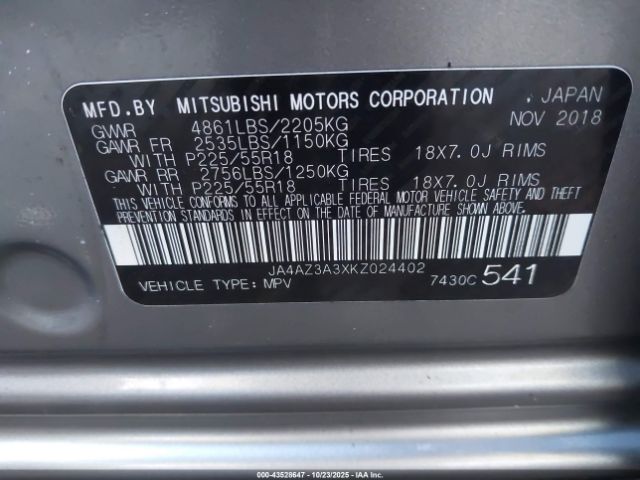 MFD.BY MITSUBISHI MOTORS CORPORATION . JAPAN
GVWR 4861LBS/2205KG NOV 2018
GAWR FR 2535LBS/1150KG
WITH P225/55R18 TIRES 18X7.0J RIMS
GAWR RR 2756LBS/1250KG
WITH P225/55R18 TIRES 18X7.0J RIMS
THIS VEHICLE CONFORMS TO ALL APPLICABLE FEDERAL MOTOR VEHICLE SAFETY AND THEFT
PREVENTION STANDARDS IN EFFECT ON THE DATE OF MANUFACTURE SHOWN ABOVE.
JA4AZ3A3XKZ024402
VEHICLE TYPE: MPV 7430C 541
000-43528647 - 10/23/2025 - IAA Inc.